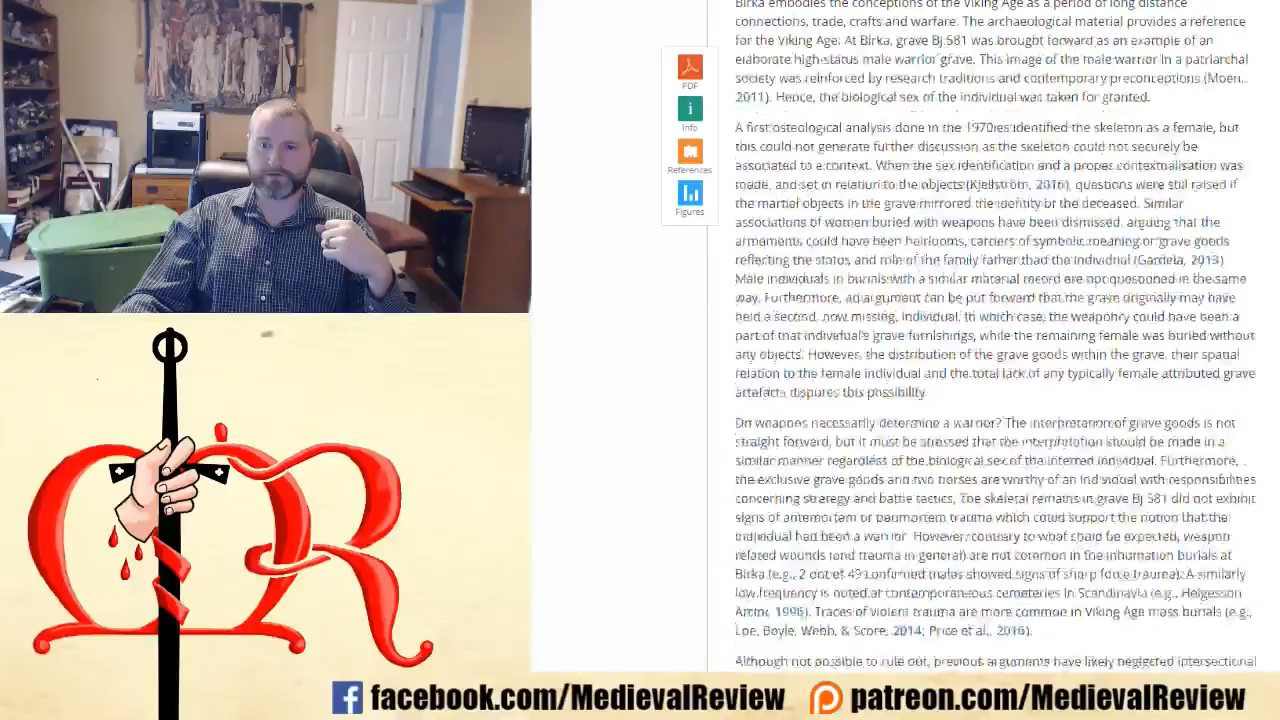 Birka embodies the conceptions of the Viking Age as a period of long distance
connections, trade, crafts and warfare. The archaeological material provides a reference
for the Viking Age. At Birka, grave Bj.581 was brought forward as an example of an
elaborate high-status male warrior grave. This image of the male warrior in a patriarchal
society was reinforced by research traditions and contemporary preconceptions (Moen,
2011). Hence, the biological sex of the individual was taken for granted.
A first osteological analysis done in the 1970s identified the skeleton as a female, but
this could not generate further discussion as the skeleton could not securely be
associated to a context. When the sex identification and a proper contextualisation was
made, and set in relation to the objects (Kjellström, 2016), questions were still raised if
the martial objects in the grave mirrored the identity of the deceased. Similar
associations of women buried with weapons have been dismissed, arguing that the
armaments could have been heirlooms, carriers of symbolic meaning or grave goods
reflecting the status and role of the family rather than the individual (Gardeła, 2013)
Male individuals in burials with a similar material record are not questioned in the same
way. Furthermore, an argument can be put forward that the grave originally may have
held a second, now missing, individual. In which case, the weaponry could have been a
part of that individual's grave furnishings, while the remaining female was buried without
any objects. However, the distribution of the grave goods within the grave, their spatial
relation to the female individual and the total lack of any typically female attributed grave
artefacts disputes this possibility.
Do weapons necessarily determine a warrior? The interpretation of grave goods is not
straight forward, but it must be stressed that the interpretation should be made in a
similar manner regardless of the biological sex of the interred individual. Furthermore,
the exclusive grave goods and two horses are worthy of an individual with responsibilities
concerning strategy and battle tactics. The skeletal remains in grave Bj 581 did not exhibit
signs of antemortem or perimortem trauma which could support the notion that the
individual had been a warrior. However, contrary to what could be expected, weapon
related wounds (and trauma in general) are not common in the inhumation burials at
Birka (e.g., 2 out of 49 confirmed males showed signs of sharp force trauma). A similarly
low frequency is noted at contemporaneous cemeteries in Scandinavia (e.g., Helgesson
Arcini, 1996). Traces of violent trauma are more common in Viking Age mass burials (e.g.,
Loe, Boyle, Webb, & Score, 2014; Price et al., 2016).
Although not possible to rule out, previous arguments have likely neglected intersectional
PDF
Info
References
Figures
MR
facebook.com/MedievalReview
patreon.com/MedievalReview